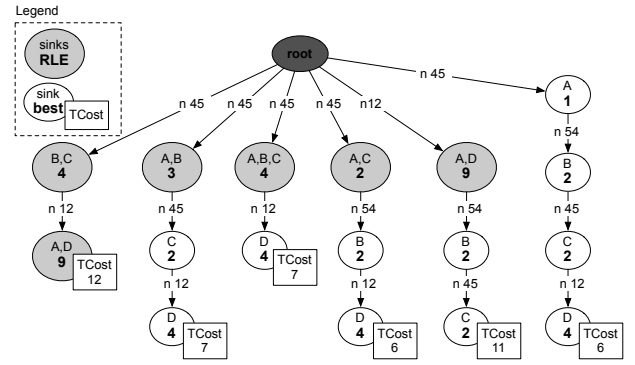 Legend
sinks
RLE
sink
best
TCost
root
n 45
n 45
n 45
n 45
n12
n 45
A
1
n 54
B,C
4
A,B
3
A,B,C
4
A,C
2
A,D
9
B
2
n 12
n 45
n 12
n 54
n 54
n 45
A,D
9
TCost
12
C
2
D
4
TCost
7
B
2
B
2
C
2
n 12
n 12
n 45
n 12
D
4
TCost
7
D
4
TCost
6
C
2
TCost
11
D
4
TCost
6